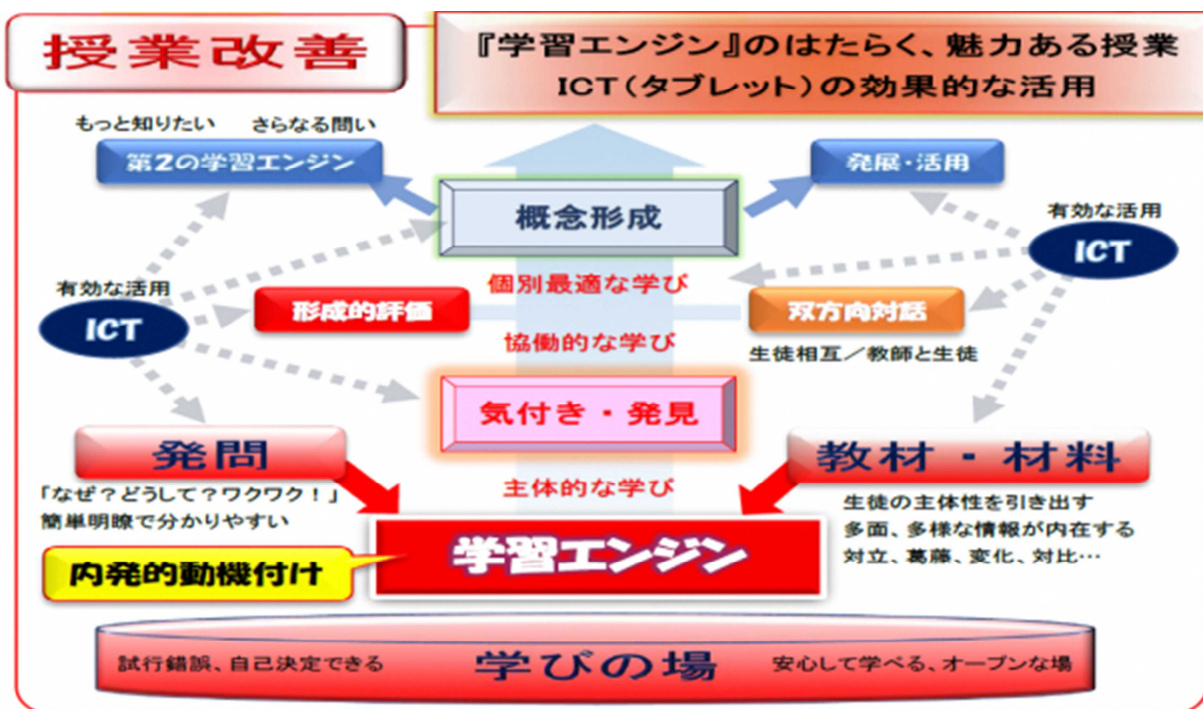 授業改善
『学習エンジン』のはたらく、魅力ある授業
ICT(タブレット)の効果的な活用
もっと知りたい さらなる問い
第2の学習エンジン
発展・活用
概念形成
有効な活用
ICT
個別最適な学び
有効な活用
ICT
形成的評価
双方向対話
協働的な学び
生徒相互/教師と生徒
気付き・発見
発問
教材・材料
「なぜ?どうして?ワクワク!」
簡単明瞭で分かりやすい
主体的な学び
生徒の主体性を引き出す
多面、多様な情報が内在する
対立、葛藤、変化、対比…
学習エンジン
内発的動機付け
試行錯誤、自己決定できる
学びの場
安心して学べる、オープンな場